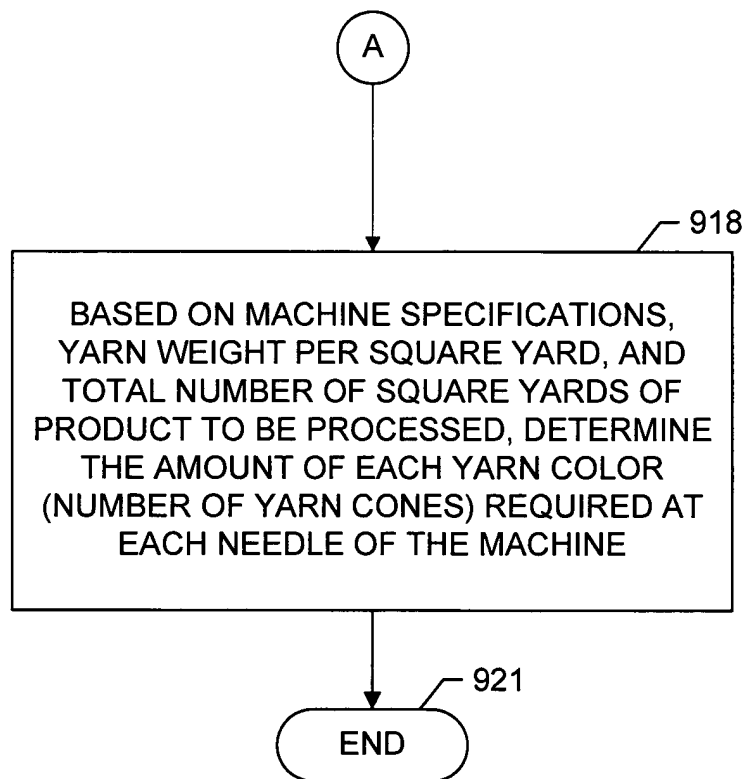 A
918
BASED ON MACHINE SPECIFICATIONS,
YARN WEIGHT PER SQUARE YARD, AND
TOTAL NUMBER OF SQUARE YARDS OF
PRODUCT TO BE PROCESSED, DETERMINE
THE AMOUNT OF EACH YARN COLOR
(NUMBER OF YARN CONES) REQUIRED AT
EACH NEEDLE OF THE MACHINE
921
END